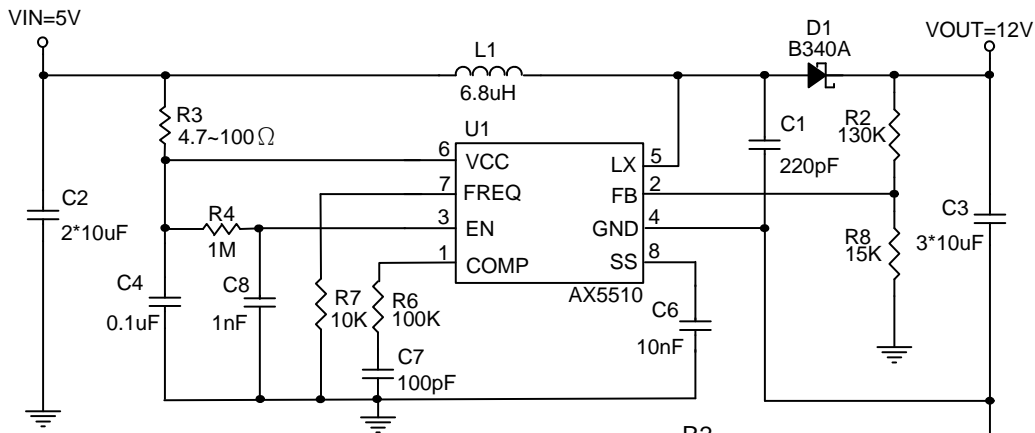 VIN=5V
L1
6.8uH
D1
B340A
VOUT=12V
R3
4.7~100Ω
U1
6
VCC
7
FREQ
3
EN
1
COMP
LX
5
FB
2
GND
4
SS
8
AX5510
C1
220pF
R2
130K
R8
15K
C3
3*10uF
C2
2*10uF
R4
1M
C4
0.1uF
C8
1nF
R7
10K
R6
100K
C7
100pF
C6
10nF